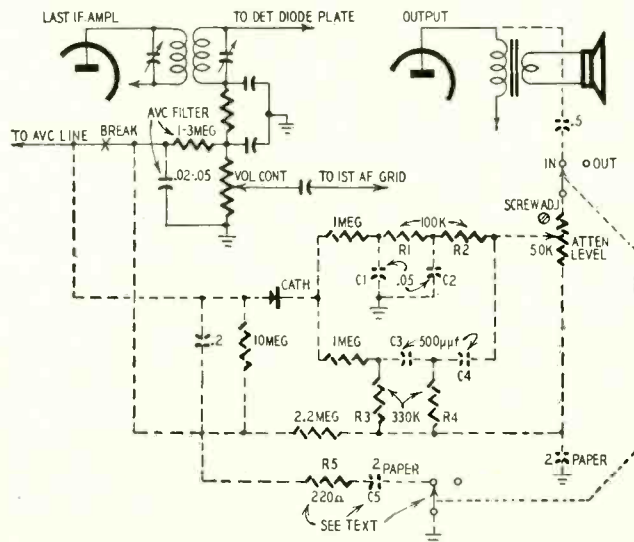 LAST I.F. AMPL
TO DET DIODE PLATE
OUTPUT
AVC FILTER
1-3MEG
TO AVC LINE
BREAK
.02-.05
VOL CONT
TO 1ST AF GRID
.5
IN
OUT
SCREW ADJ
ATTEN LEVEL
50K
1MEG
100K
R1
R2
C1
.05
C2
CATH
.2
10MEG
1MEG
C3
500μμf
C4
R3
330K
R4
2.2MEG
2
PAPER
R5
220Ω
2
PAPER
C5
SEE TEXT